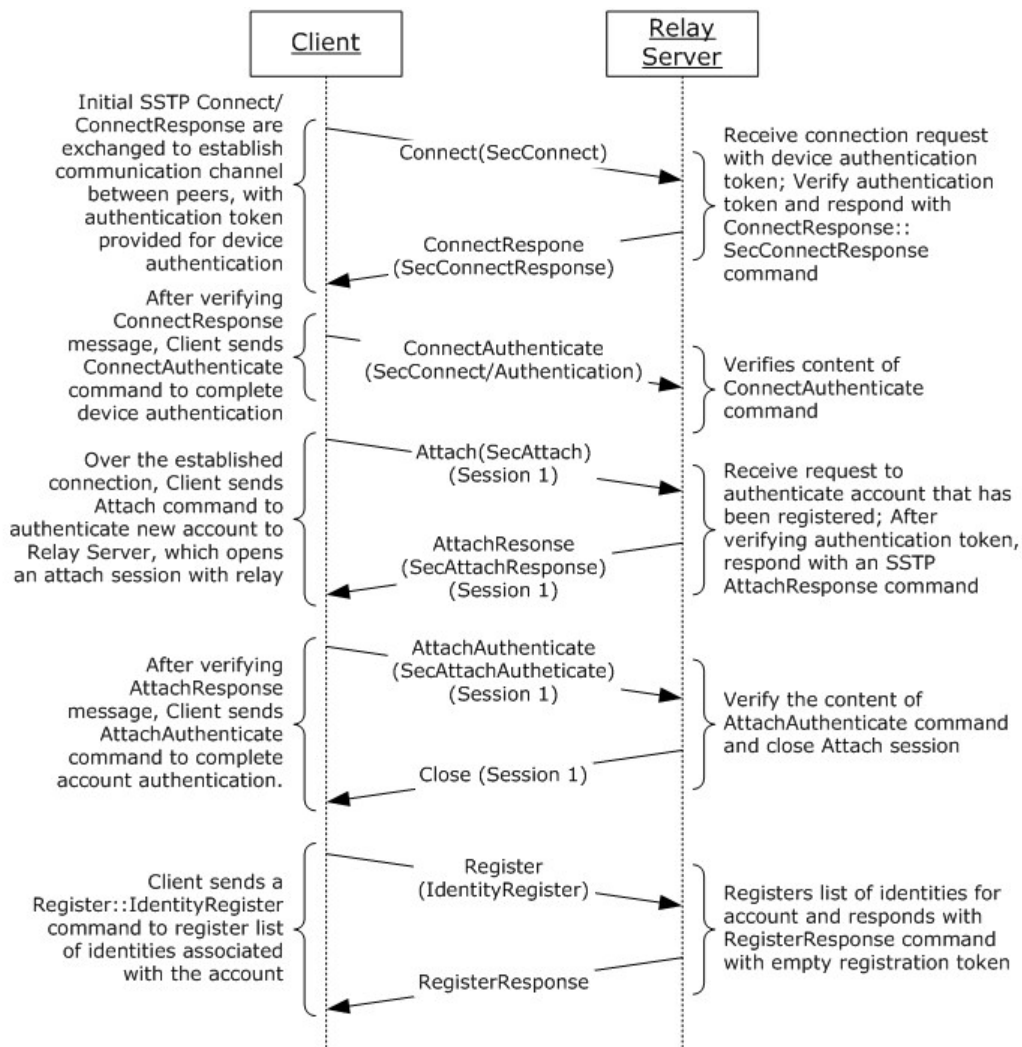 Client
Relay
Server
Initial SSTP Connect/
ConnectResponse are
exchanged to establish
communication channel
between peers, with
authentication token
provided for device
authentication
Connect(SecConnect)
Receive connection request
with device authentication
token; Verify authentication
token and respond with
ConnectResponse::
SecConnectResponse
command
ConnectRespone
(SecConnectResponse)
After verifying
ConnectResponse
message, Client sends
ConnectAuthenticate
command to complete
device authentication
ConnectAuthenticate
(SecConnect/Authentication)
Verifies content of
ConnectAuthenticate
command
Over the established
connection, Client sends
Attach command to
authenticate new account to
Relay Server, which opens
an attach session with relay
Attach(SecAttach)
(Session 1)
Receive request to
authenticate account that has
been registered; After
verifying authentication token,
respond with an SSTP
AttachResponse command
AttachResonse
(SecAttachResponse)
(Session 1)
After verifying
AttachResponse
message, Client sends
AttachAuthenticate
command to complete
account authentication.
AttachAuthenticate
(SecAttachAutheticate)
(Session 1)
Verify the content of
AttachAuthenticate command
and close Attach session
Close (Session 1)
Client sends a
Register::IdentityRegister
command to register list
of identities associated
with the account
Register
(IdentityRegister)
Registers list of identities for
account and responds with
RegisterResponse command
with empty registration token
RegisterResponse